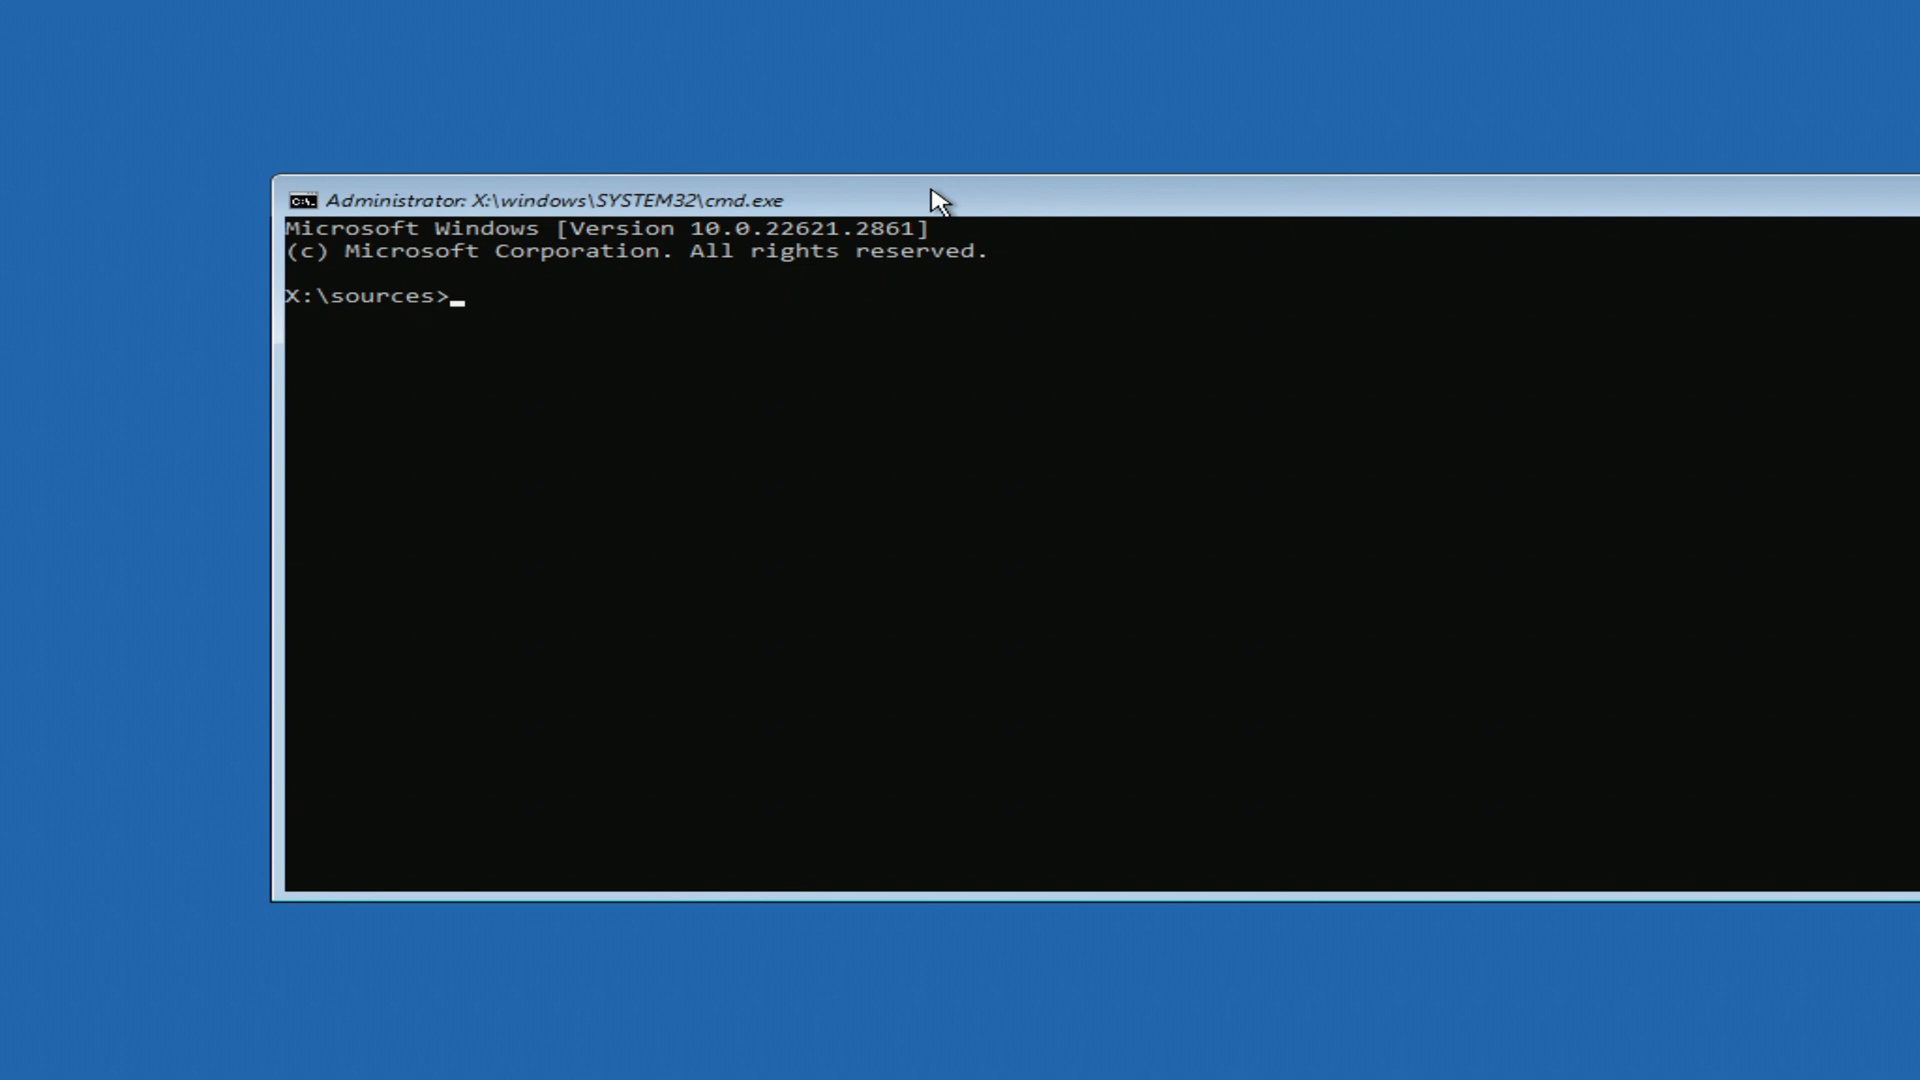 Administrator: X:\windows\SYSTEM32\cmd.exe
Microsoft Windows [Version 10.0.22621.2861]
(c) Microsoft Corporation. All rights reserved.
X:\sources>